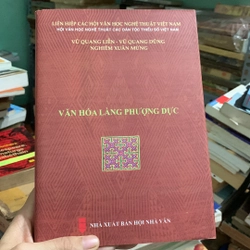 LIÊN HIỆP CÁC HỘI VĂN HỌC NGHỆ THUẬT VIỆT NAM
HỘI VĂN HỌC NGHỆ THUẬT CÁC DÂN TỘC THIỂU SỐ VIỆT NAM
VŨ QUANG LIỄN - VŨ QUANG DŨNG
NGHIÊM XUÂN MỪNG
VĂN HÓA LÀNG PHƯỢNG DỰC
NHÀ XUẤT BẢN HỘI NHÀ VĂN